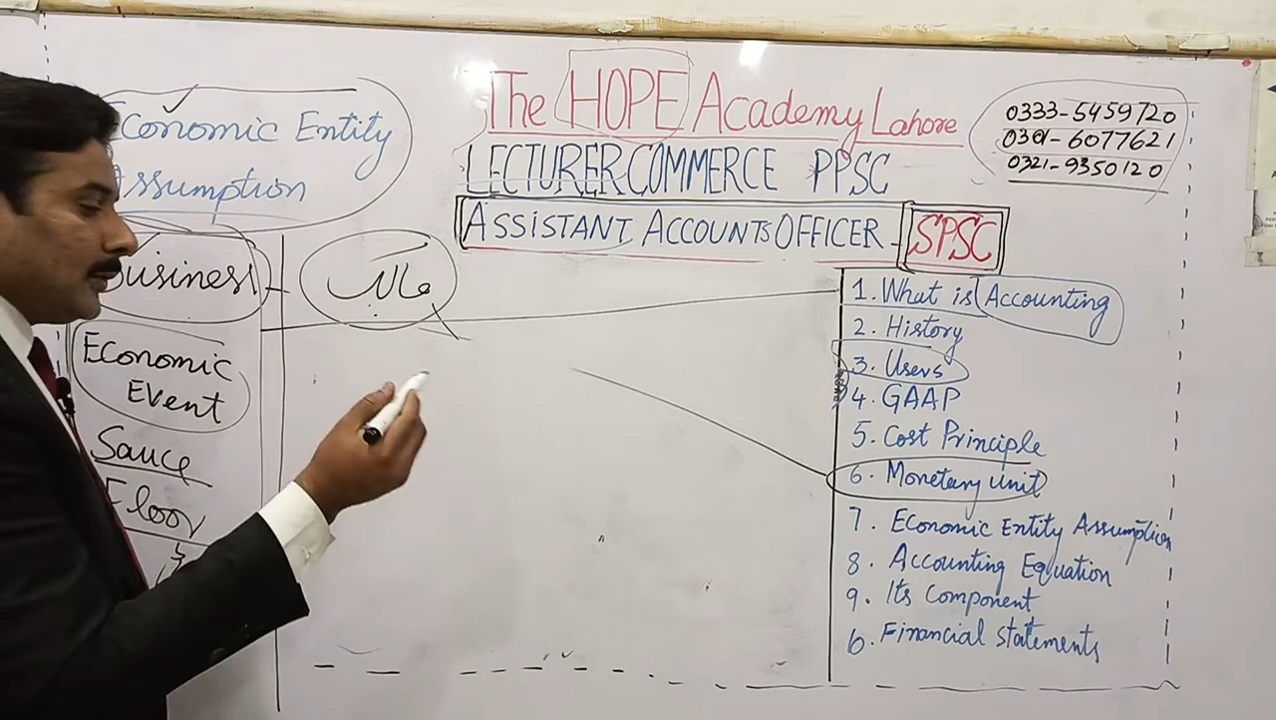 The HOPE Academy Lahore
LECTURER COMMERCE PPSC
ASSISTANT ACCOUNTS OFFICER - SPSC
0333-5459720
0301-6077621
0321-9350120
Economic Entity
Assumption
Business
مالک
Economic
Event
Sauce
Floor
1. What is Accounting
2. History
3. Users
4. GAAP
5. Cost Principle
6. Monetary Unit
7. Economic Entity Assumption
8. Accounting Equation
9. Its Component
10. Financial Statements